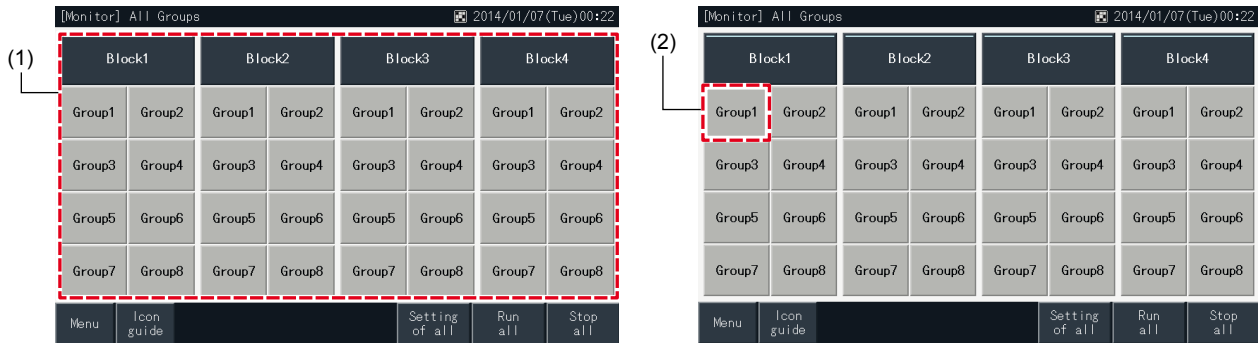 [Monitor] All Groups 2014/01/07(Tue)00:22
(1)
Block1 Block2 Block3 Block4
Group1 Group2 Group1 Group2 Group1 Group2 Group1 Group2
Group3 Group4 Group3 Group4 Group3 Group4 Group3 Group4
Group5 Group6 Group5 Group6 Group5 Group6 Group5 Group6
Group7 Group8 Group7 Group8 Group7 Group8 Group7 Group8
Menu Icon guide Setting of all Run all Stop all
[Monitor] All Groups 2014/01/07(Tue)00:22
(2)
Block1 Block2 Block3 Block4
Group1 Group2 Group1 Group2 Group1 Group2 Group1 Group2
Group3 Group4 Group3 Group4 Group3 Group4 Group3 Group4
Group5 Group6 Group5 Group6 Group5 Group6 Group5 Group6
Group7 Group8 Group7 Group8 Group7 Group8 Group7 Group8
Menu Icon guide Setting of all Run all Stop all